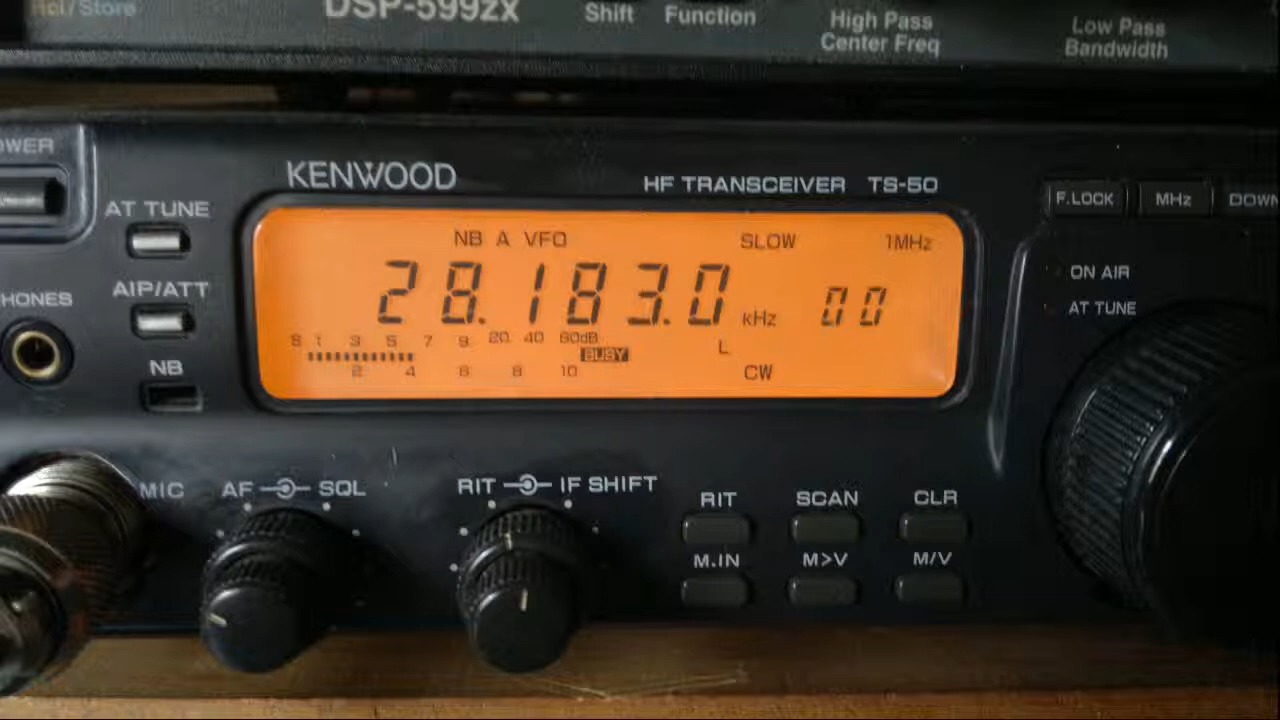 DSP-599zx
Shift Function
High Pass
Center Freq
Low Pass
Bandwidth
KENWOOD
HF TRANSCEIVER TS-50
AT TUNE
AIP/ATT
NB
F.LOCK MHz DOWN
NB A VFO SLOW 1MHz
28.183.0 kHz 00
S 1 3 5 7 9 20 40 60dB
BUSY
L
2 4 6 8 10
CW
ON AIR
AT TUNE
MIC
AF SQL
RIT IF SHIFT
RIT SCAN CLR
M.IN M>V M/V